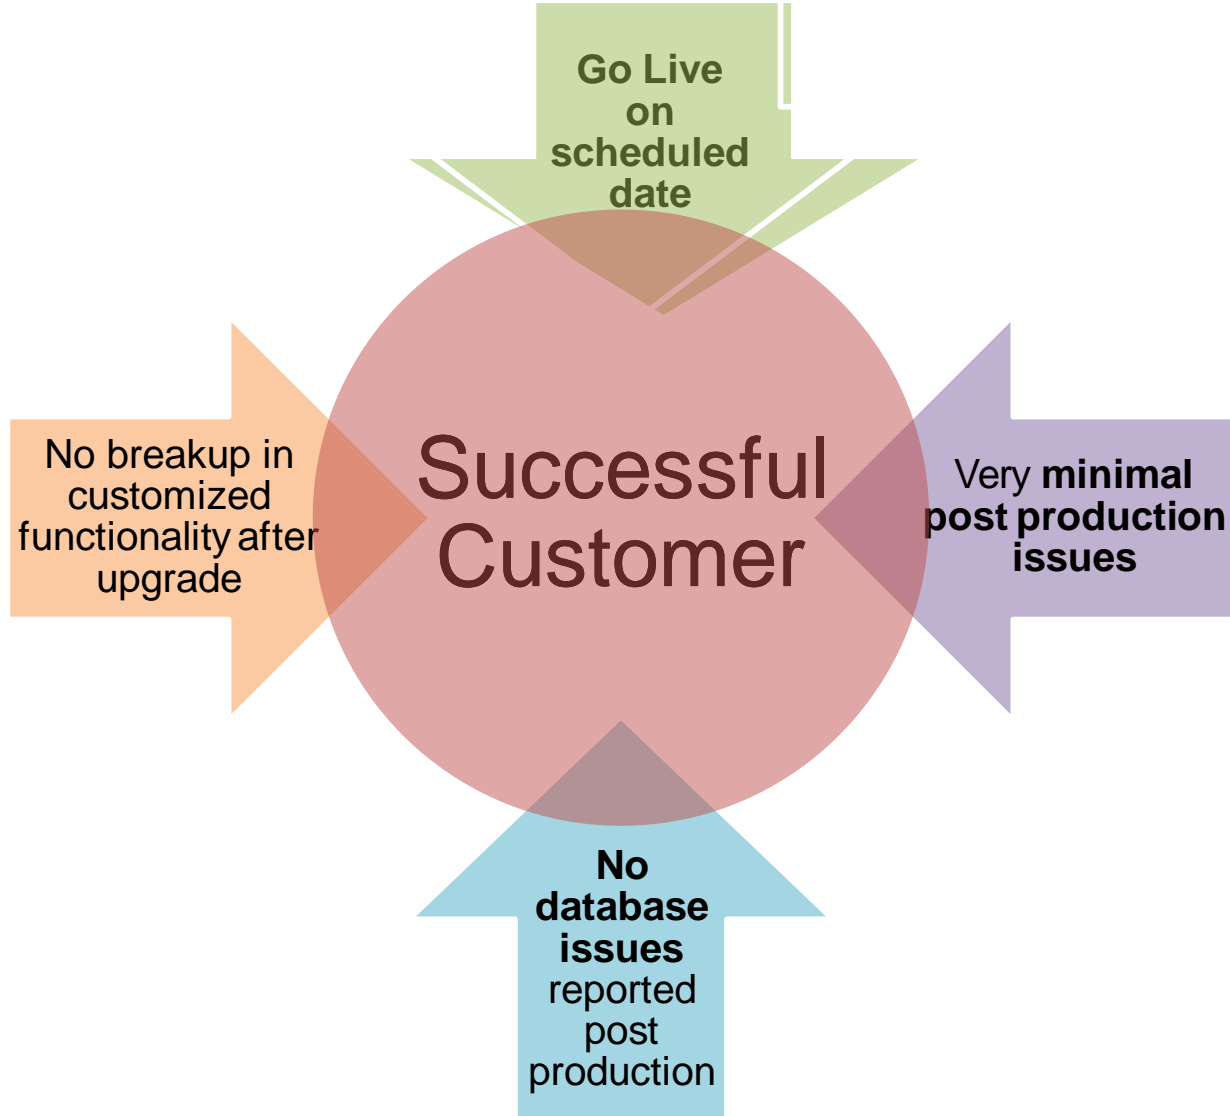 Go Live
on
scheduled
date
No breakup in
customized
functionality after
upgrade
Successful
Customer
Very minimal
post production
issues
No
database
issues
reported
post
production